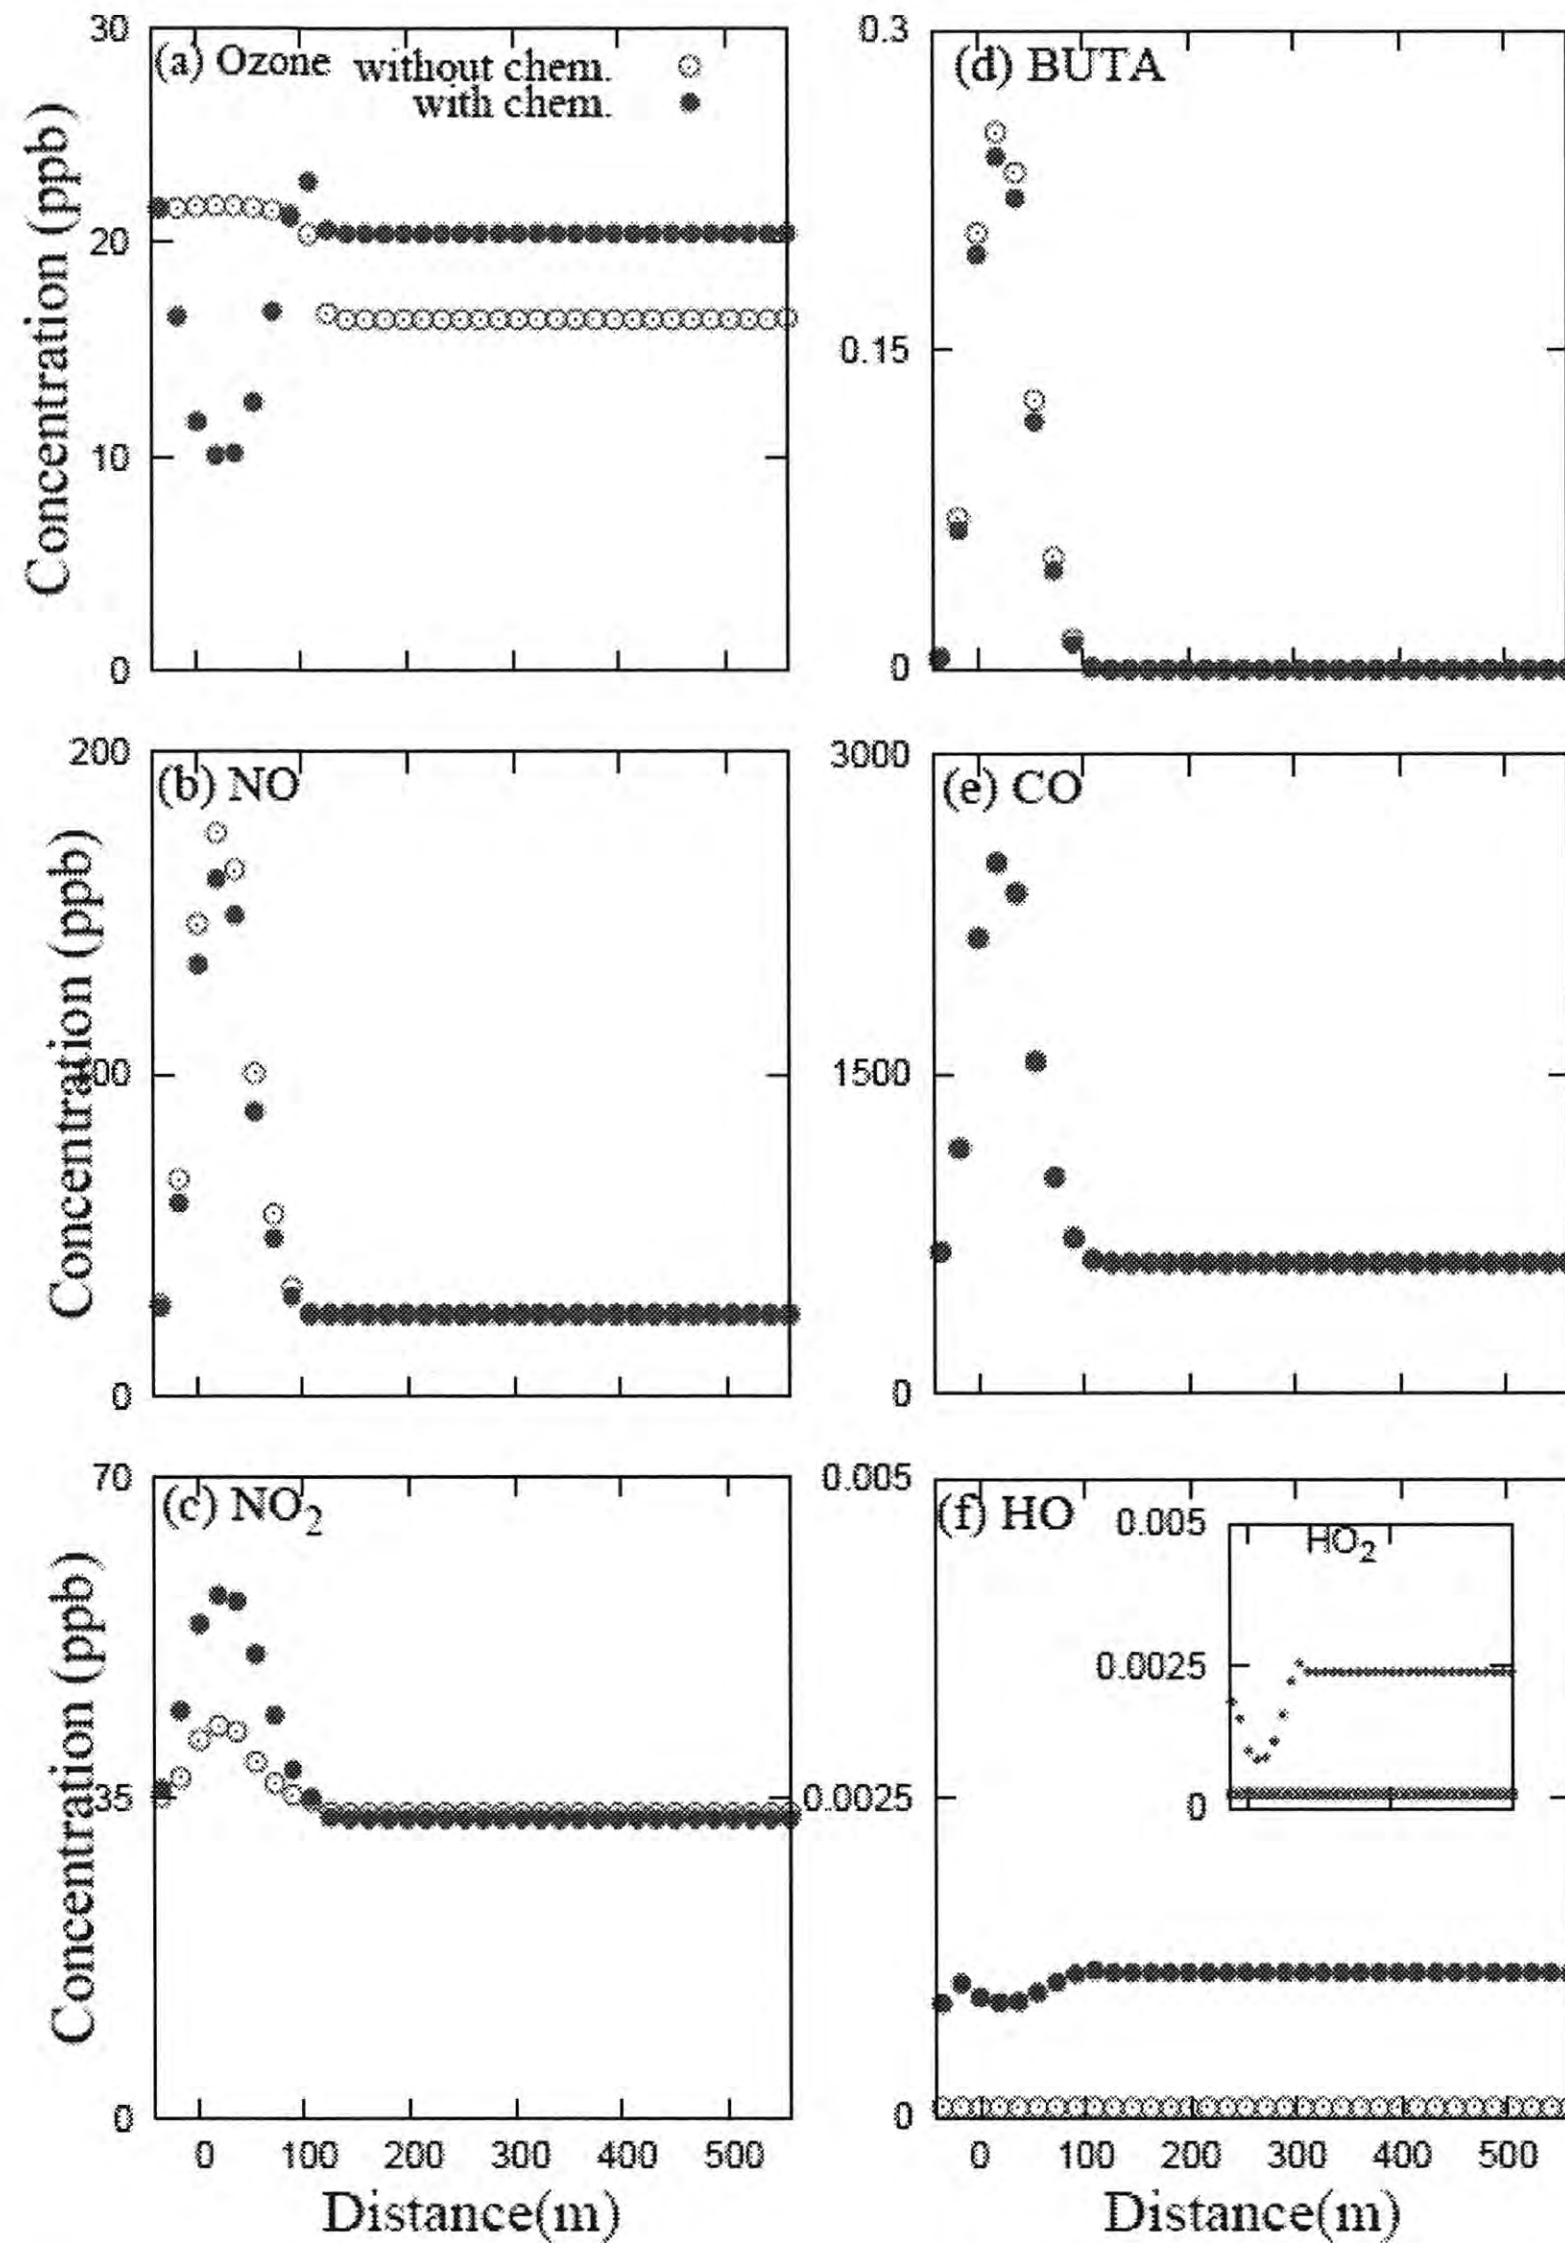 30
(a) Ozone without chem.
with chem.
20
10
0
Concentration (ppb)
0.3
(d) BUTA
0.15
0
200
(b) NO
00
0
Concentration (ppb)
3000
(e) CO
1500
0
70
(c) NO2
35
0
Concentration (ppb)
0 100 200 300 400 500
Distance(m)
0.005
(f) HO
0.0025
0
0.005
HO2
0.0025
0
0 100 200 300 400 500
Distance(m)